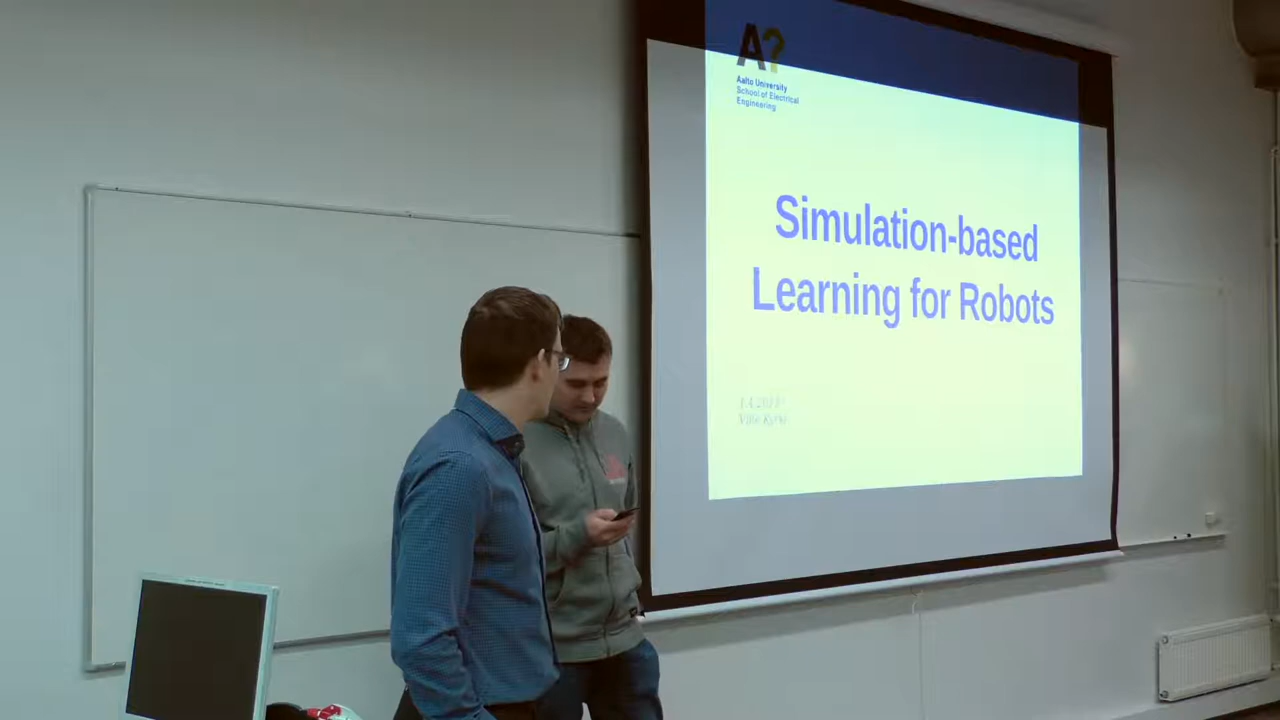 A?
Aalto University
School of Electrical
Engineering
Simulation-based
Learning for Robots